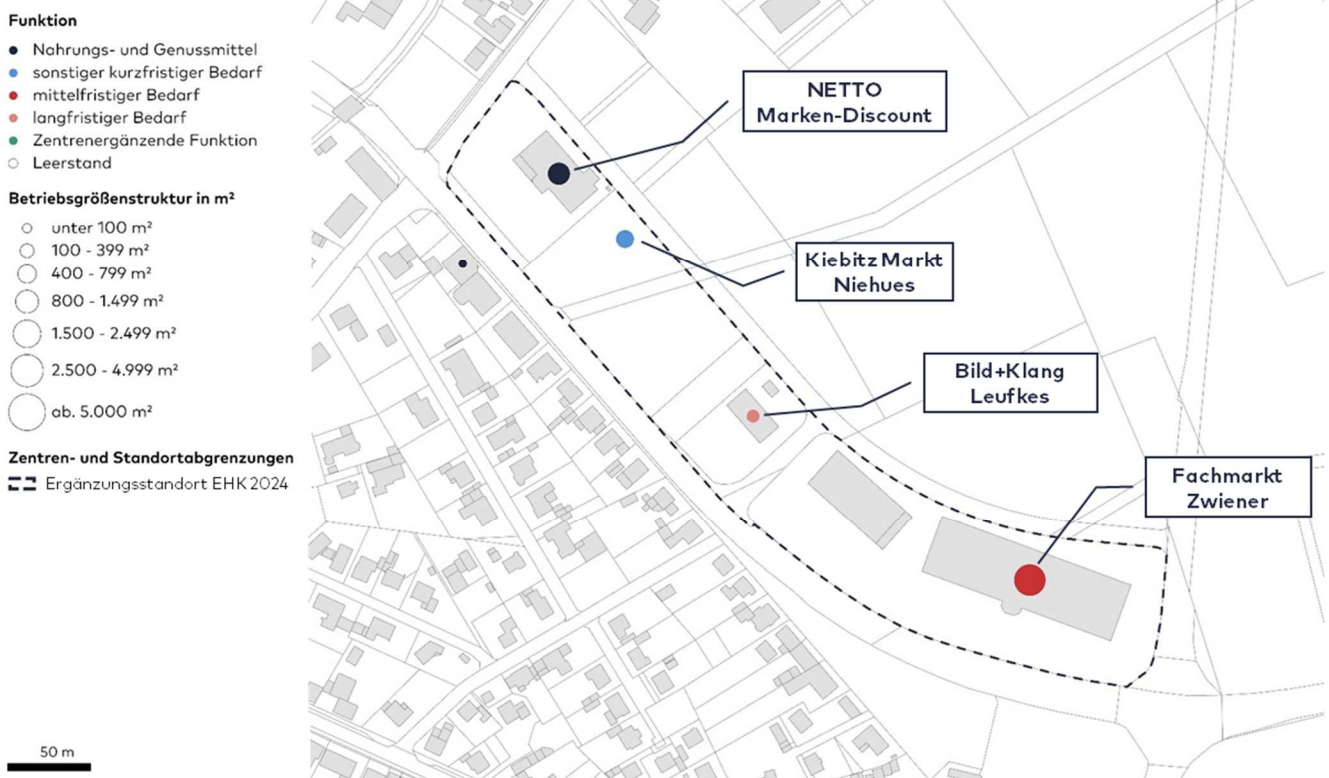 Funktion
Nahrungs- und Genussmittel
sonstiger kurzfristiger Bedarf
mittelfristiger Bedarf
langfristiger Bedarf
Zentrenergänzende Funktion
Leerstand
Betriebsgrößenstruktur in m²
unter 100 m²
100 - 399 m²
400 - 799 m²
800 - 1.499 m²
1.500 - 2.499 m²
2.500 - 4.999 m²
ab. 5.000 m²
Zentren- und Standortabgrenzungen
Ergänzungsstandort EHK 2024
50 m
NETTO
Marken-Discount
Kiebitz Markt
Niehues
Bild+Klang
Leufkes
Fachmarkt
Zwiener